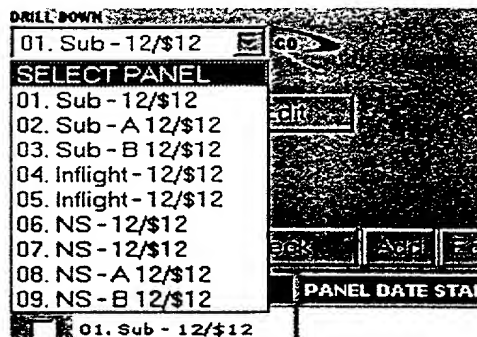 DRILL DOWN
01. Sub - 12/$12
GO
SELECT PANEL
01. Sub - 12/$12
02. Sub - A 12/$12
03. Sub - B 12/$12
04. Inflight - 12/$12
05. Inflight - 12/$12
06. NS - 12/$12
07. NS - 12/$12
08. NS - A 12/$12
09. NS - B 12/$12
Add
PANEL DATE STA
01. Sub - 12/$12